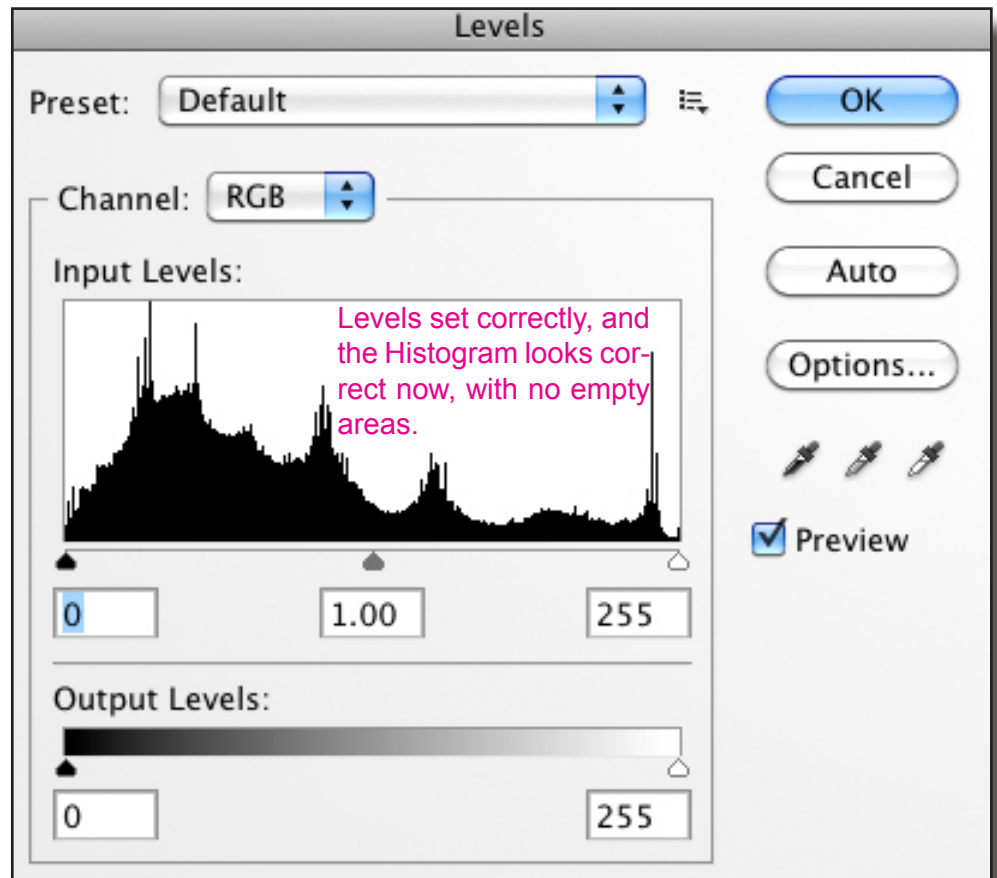 Levels
Preset: Default
OK
Cancel
Channel: RGB
Input Levels:
Auto
Levels set correctly, and
the Histogram looks cor-
rect now, with no empty
areas.
Options...
Preview
0 1.00 255
Output Levels:
0 255